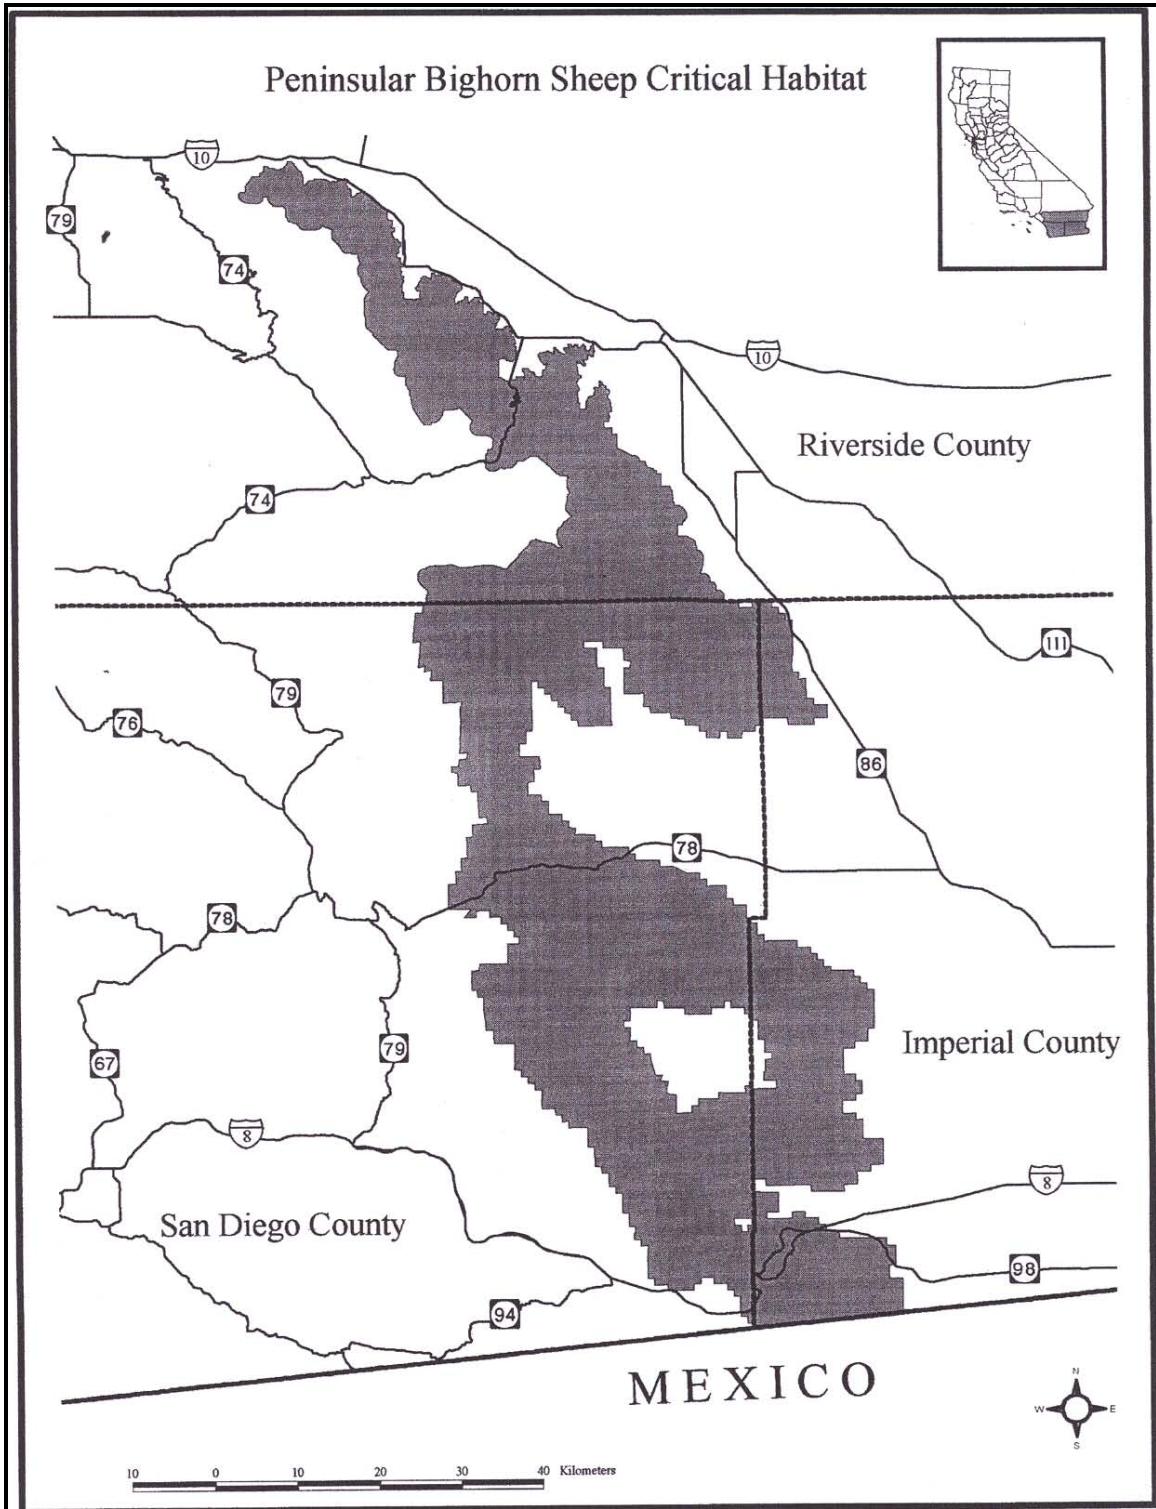 Peninsular Bighorn Sheep Critical Habitat
10
79
74
10
Riverside County
74
111
79
76
86
78
78
79
67
Imperial County
8
8
San Diego County
98
94
MEXICO
N
W E
S
10 0 10 20 30 40 Kilometers